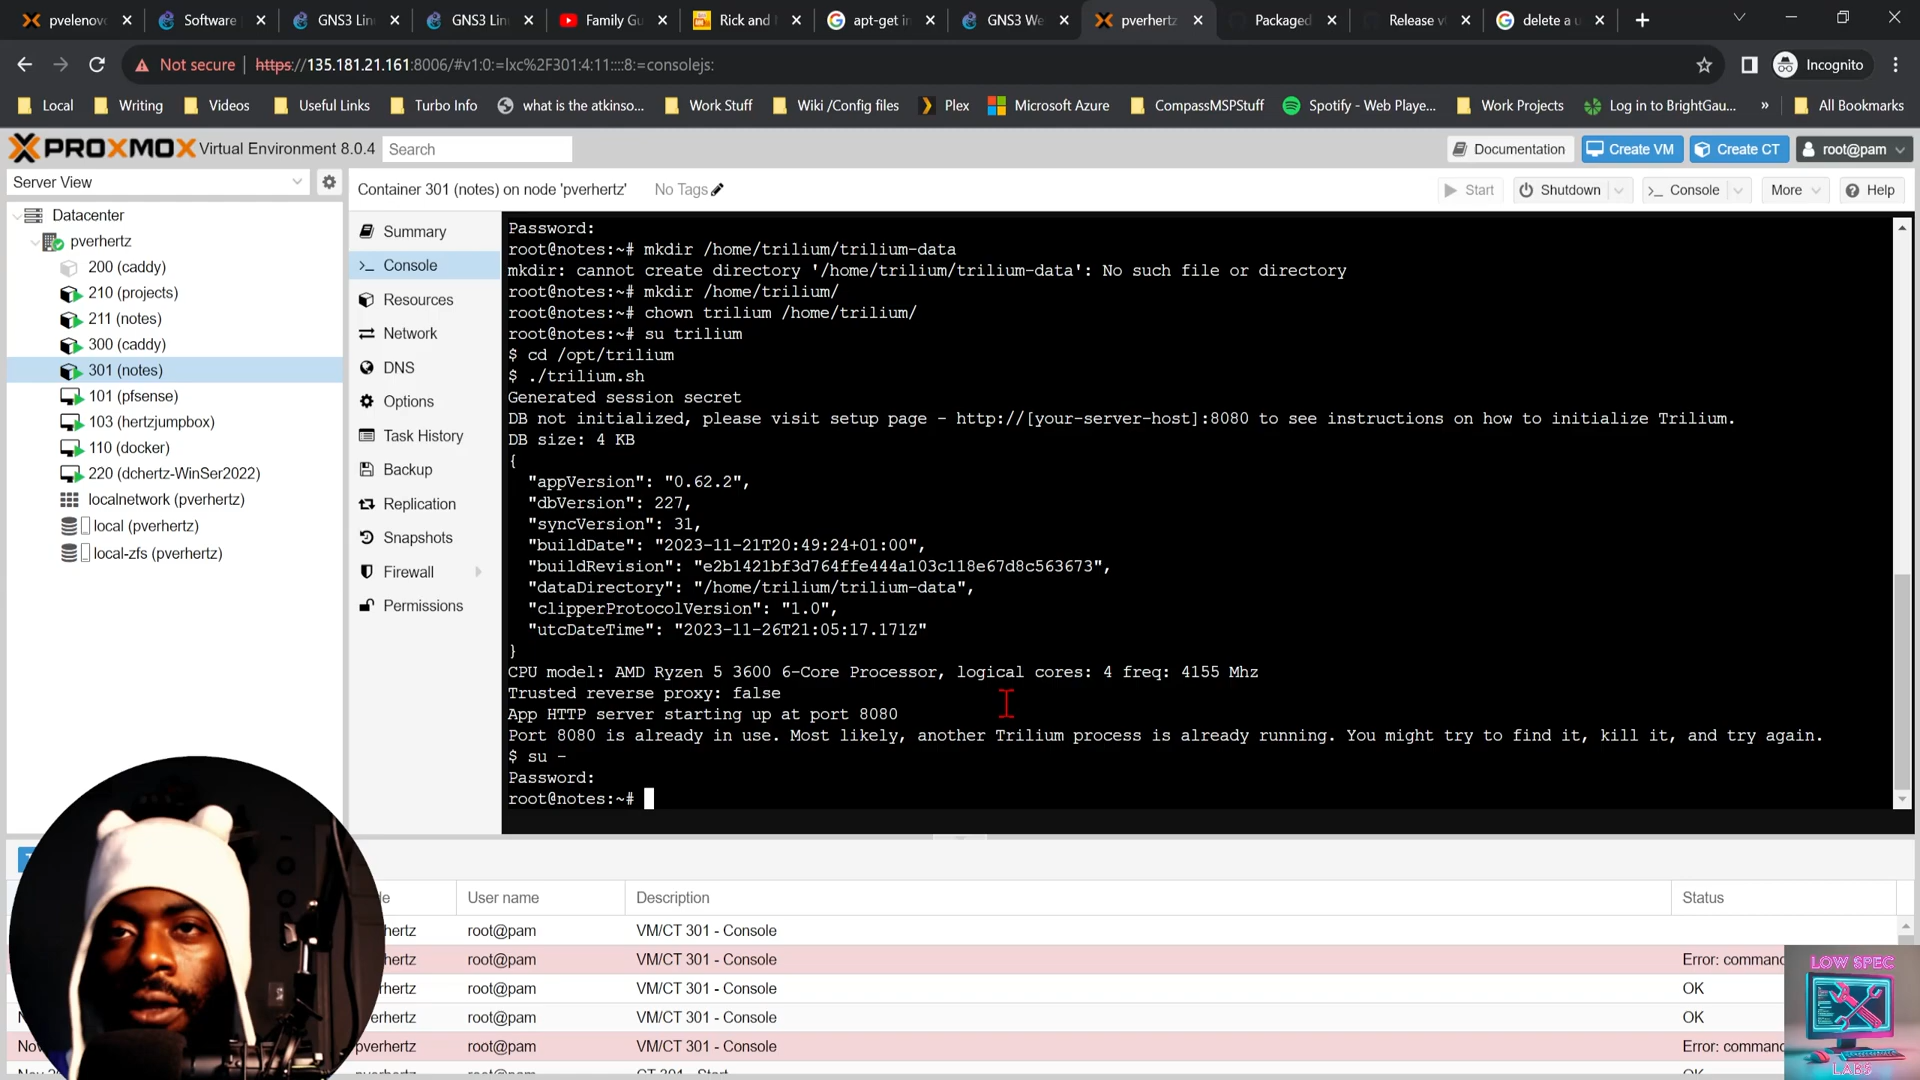 pvelenov
Software
GNS3 Lin
GNS3 Lin
Family Gu
Rick and
apt-get in
GNS3 We
pverhertz
Packaged
Release v
delete a u
Not secure
https://135.181.21.161:8006/#v1:0:=lxc%2F301:4:11::::8:=consolejs:
Incognito
Local
Writing
Videos
Useful Links
Turbo Info
what is the atkinso...
Work Stuff
Wiki /Config files
Plex
Microsoft Azure
CompassMSPStuff
Spotify - Web Playe...
Work Projects
Log in to BrightGau...
»
All Bookmarks
PROXMOX Virtual Environment 8.0.4
Search
Documentation
Create VM
Create CT
root@pam
Server View
Container 301 (notes) on node 'pverhertz'
No Tags
Start
Shutdown
Console
More
Help
Datacenter
pverhertz
200 (caddy)
210 (projects)
211 (notes)
300 (caddy)
301 (notes)
101 (pfsense)
103 (hertzjumpbox)
110 (docker)
220 (dchertz-WinSer2022)
localnetwork (pverhertz)
local (pverhertz)
local-zfs (pverhertz)
Summary
Console
Resources
Network
DNS
Options
Task History
Backup
Replication
Snapshots
Firewall
Permissions
Password:
root@notes:~# mkdir /home/trilium/trilium-data
mkdir: cannot create directory '/home/trilium/trilium-data': No such file or directory
root@notes:~# mkdir /home/trilium/
root@notes:~# chown trilium /home/trilium/
root@notes:~# su trilium
$ cd /opt/trilium
$ ./trilium.sh
Generated session secret
DB not initialized, please visit setup page - http://[your-server-host]:8080 to see instructions on how to initialize Trilium.
DB size: 4 KB
{
"appVersion": "0.62.2",
"dbVersion": 227,
"syncVersion": 31,
"buildDate": "2023-11-21T20:49:24+01:00",
"buildRevision": "e2b1421bf3d764ffe444a103c118e67d8c563673",
"dataDirectory": "/home/trilium/trilium-data",
"clipperProtocolVersion": "1.0",
"utcDateTime": "2023-11-26T21:05:17.171Z"
}
CPU model: AMD Ryzen 5 3600 6-Core Processor, logical cores: 4 freq: 4155 Mhz
Trusted reverse proxy: false
App HTTP server starting up at port 8080
Port 8080 is already in use. Most likely, another Trilium process is already running. You might try to find it, kill it, and try again.
$ su -
Password:
root@notes:~#
User name
Description
Status
root@pam
VM/CT 301 - Console
root@pam
VM/CT 301 - Console
Error: comman
root@pam
VM/CT 301 - Console
OK
root@pam
VM/CT 301 - Console
OK
Nov
pverhertz
root@pam
VM/CT 301 - Console
Error: comman
LOW SPEC
LABS